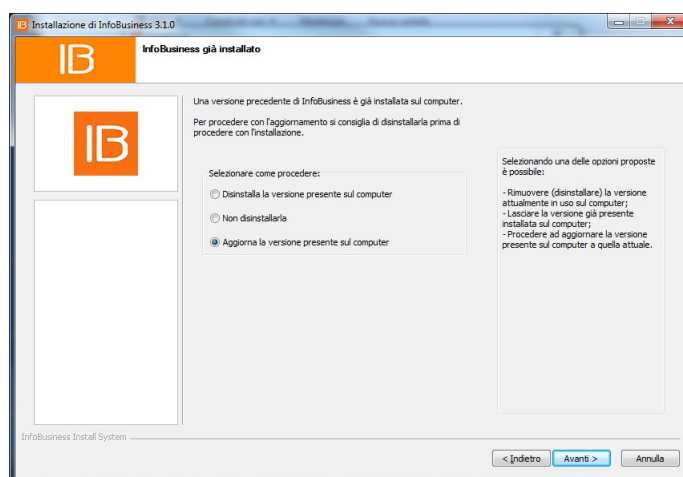 Installazione di InfoBusiness 3.1.0
IB
InfoBusiness già installato
IB
Una versione precedente di InfoBusiness è già installata sul computer.
Per procedere con l'aggiornamento si consiglia di disinstallarla prima di
procedere con l'installazione.
Selezionare come procedere:
Disinstalla la versione presente sul computer
Non disinstallarla
Aggiorna la versione presente sul computer
Selezionando una delle opzioni proposte
è possibile:
- Rimuovere (disinstallare) la versione
attualmente in uso sul computer;
- Lasciare la versione già presente
installata sul computer;
- Procedere ad aggiornare la versione
presente sul computer a quella attuale.
InfoBusiness Install System
< Indietro
Avanti >
Annulla